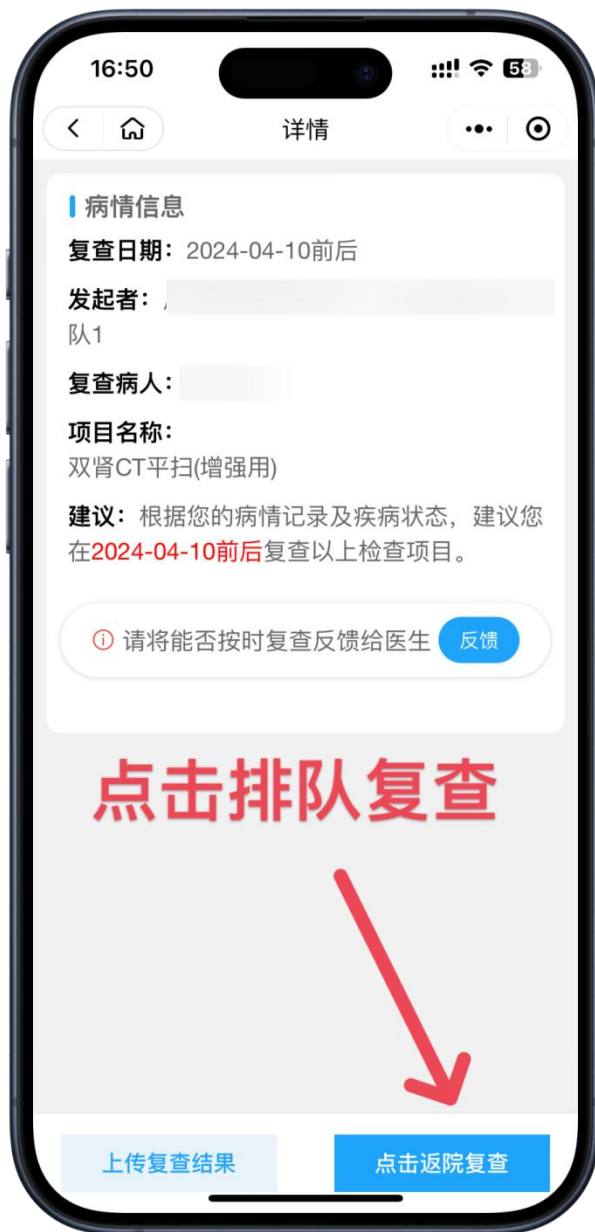 16:50
58
详情
病情信息
复查日期：2024-04-10前后
发起者：
队1
复查病人：
项目名称：
双肾CT平扫(增强用)
建议：根据您的病情记录及疾病状态，建议您
在2024-04-10前后复查以上检查项目。
请将能否按时复查反馈给医生 反馈
点击排队复查
上传复查结果 点击返院复查